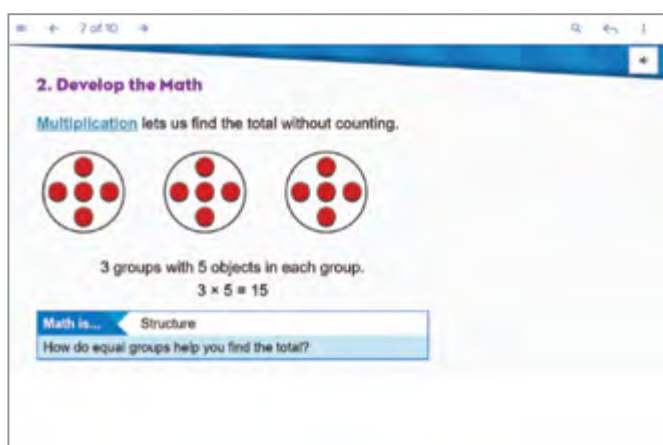 7 of 10
2. Develop the Math
Multiplication lets us find the total without counting.
3 groups with 5 objects in each group.
3 × 5 = 15
Math is... Structure
How do equal groups help you find the total?